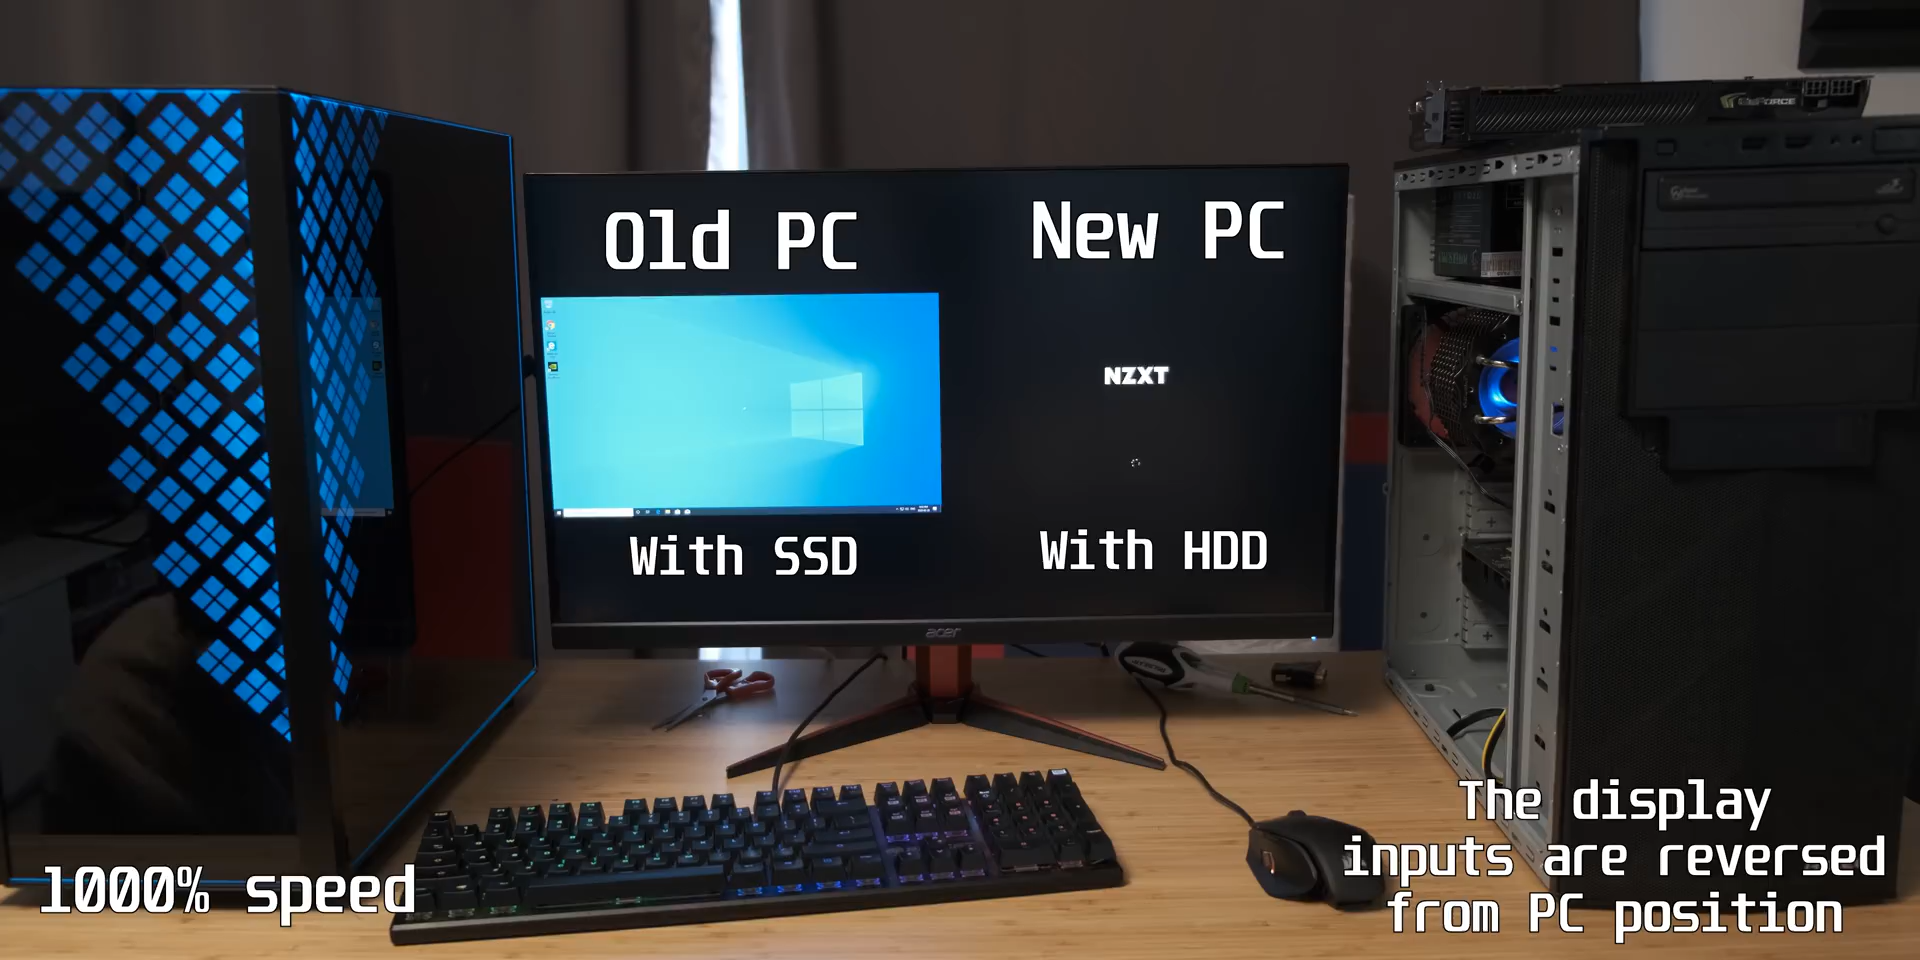 GEFORCE
Old PC
New PC
NZXT
With SSD
With HDD
acer
The display
inputs are reversed
from PC position
1000% speed